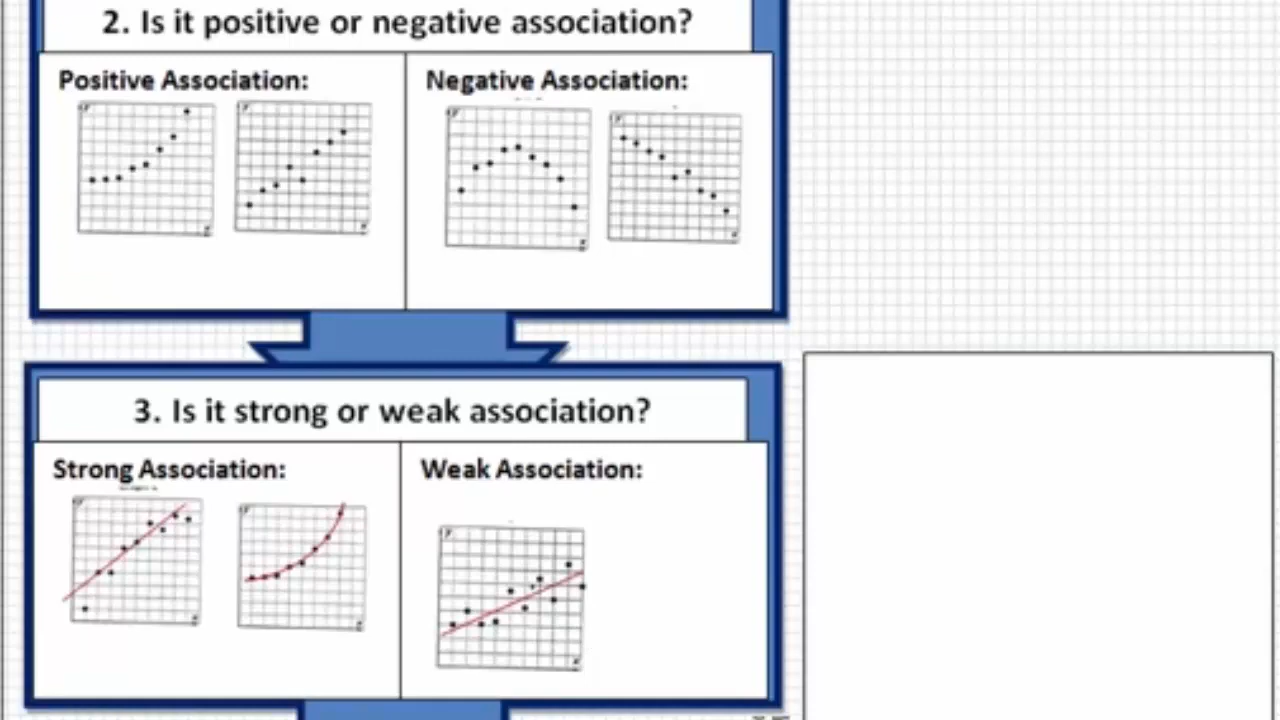 2. Is it positive or negative association?
Positive Association:
Negative Association:
y
y
y
y
x
x
x
x
3. Is it strong or weak association?
Strong Association:
Weak Association:
y
y
y
x
x
x